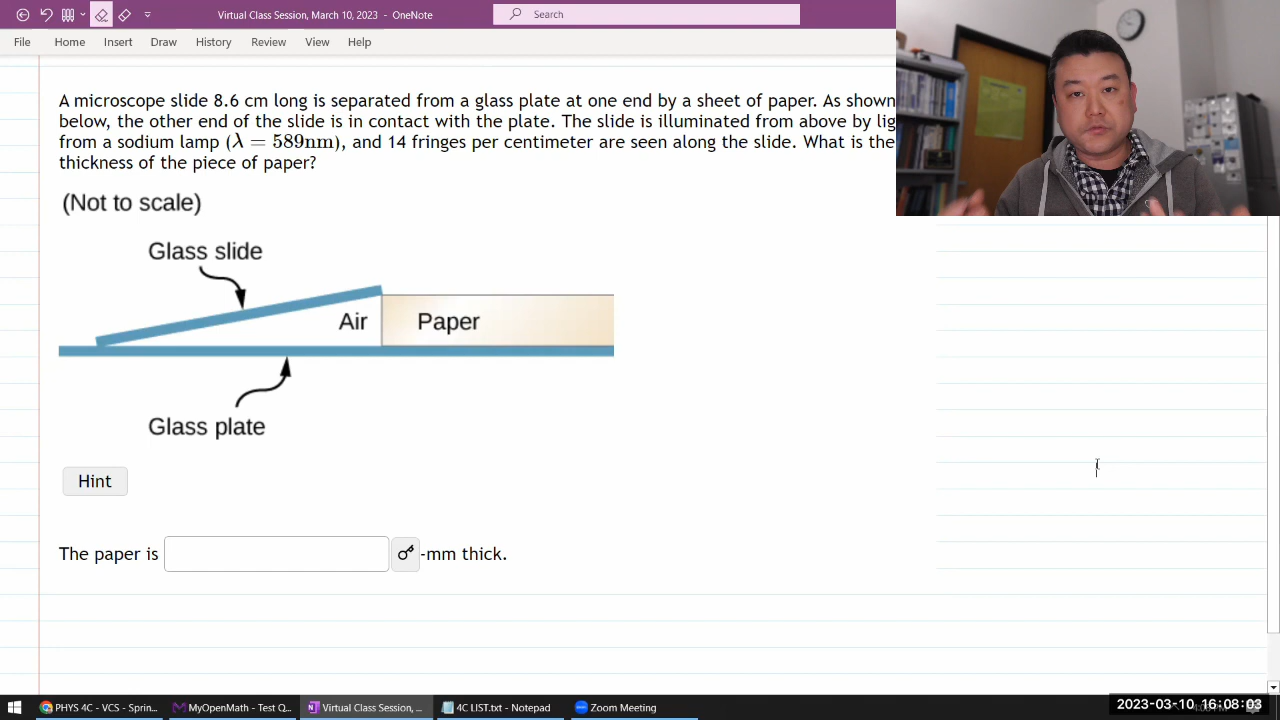 Virtual Class Session, March 10, 2023 - OneNote
Search
File Home Insert Draw History Review View Help
A microscope slide 8.6 cm long is separated from a glass plate at one end by a sheet of paper. As shown
below, the other end of the slide is in contact with the plate. The slide is illuminated from above by
from a sodium lamp (λ = 589nm), and 14 fringes per centimeter are seen along the slide. What is the
thickness of the piece of paper?
(Not to scale)
Glass slide
Air Paper
Glass plate
Hint
The paper is -mm thick.
PHYS 4C - VCS - Sprin...
MyOpenMath - Test Q...
Virtual Class Session, ...
4C LIST.txt - Notepad
Zoom Meeting
2023-03-10 16:08:03